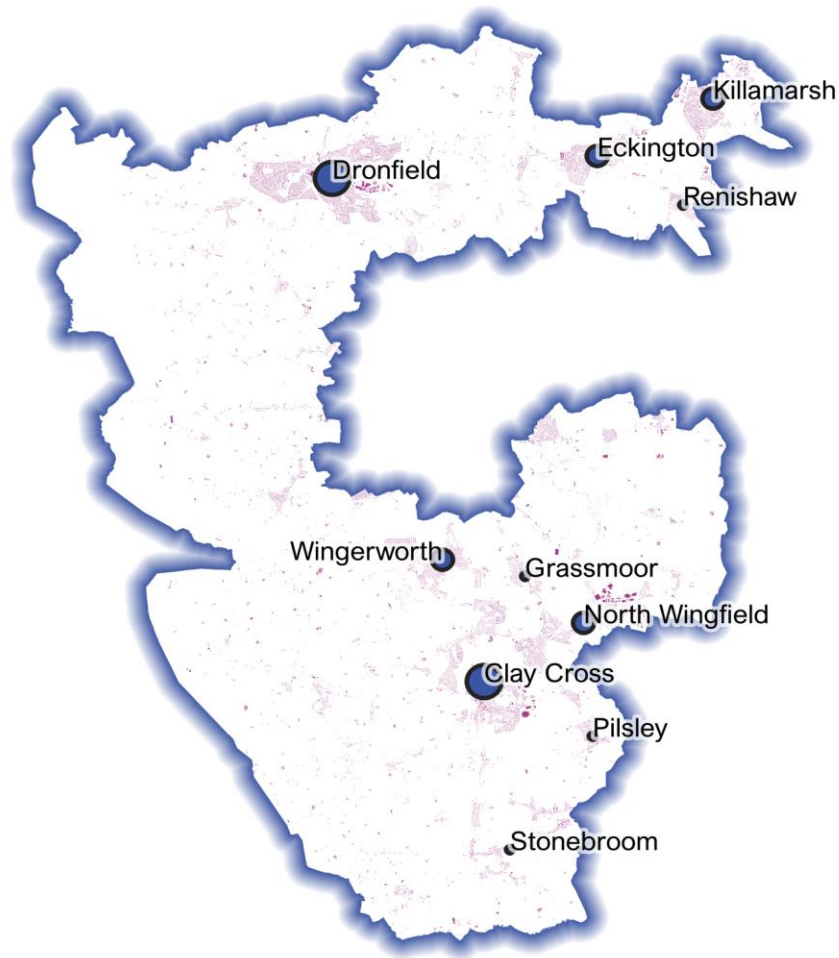 Killamarsh
Eckington
Dronfield
Renishaw
Wingerworth
Grassmoor
North Wingfield
Clay Cross
Pilsley
Stonebroom